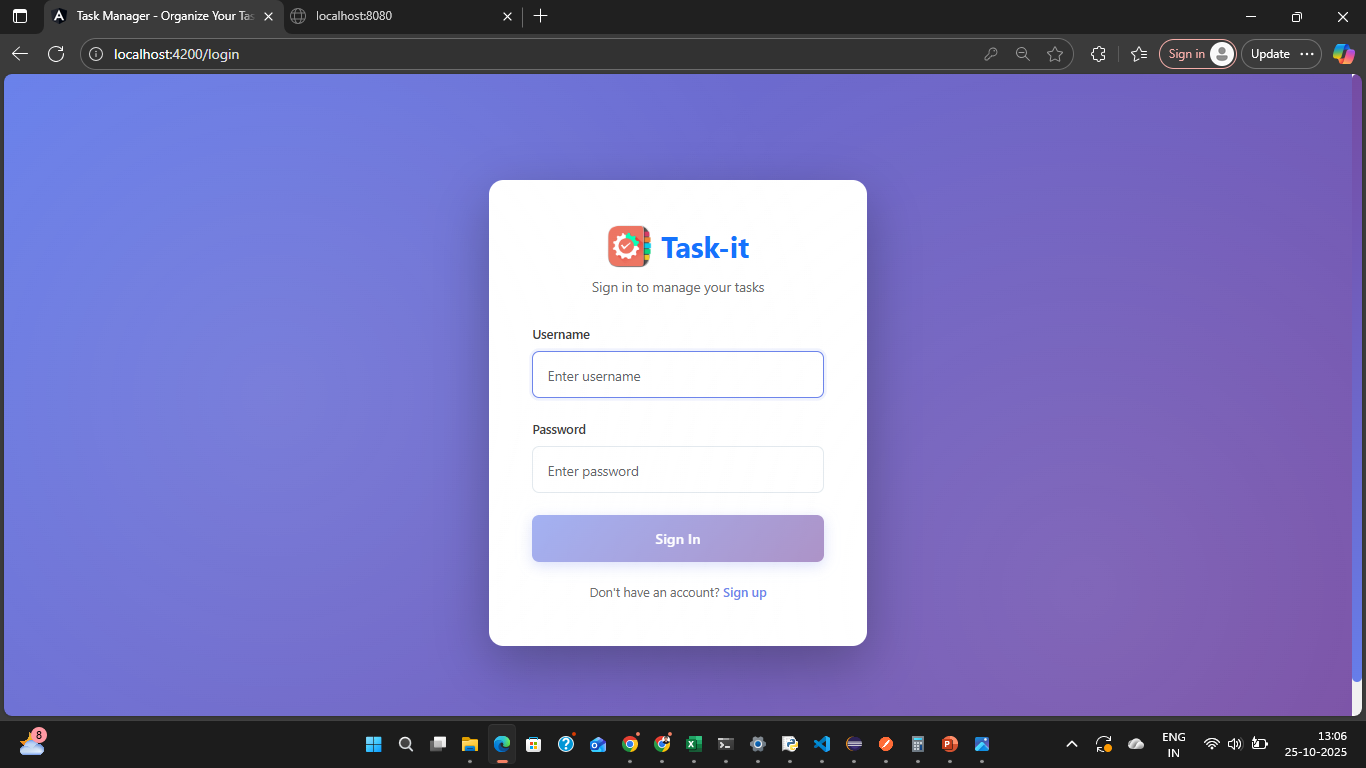 Task Manager - Organize Your Tas
localhost:8080
localhost:4200/login
Sign in
Update
Task-it
Sign in to manage your tasks
Username
Enter username
Password
Enter password
Sign In
Don't have an account? Sign up
8
ENG
IN
13:06
25-10-2025